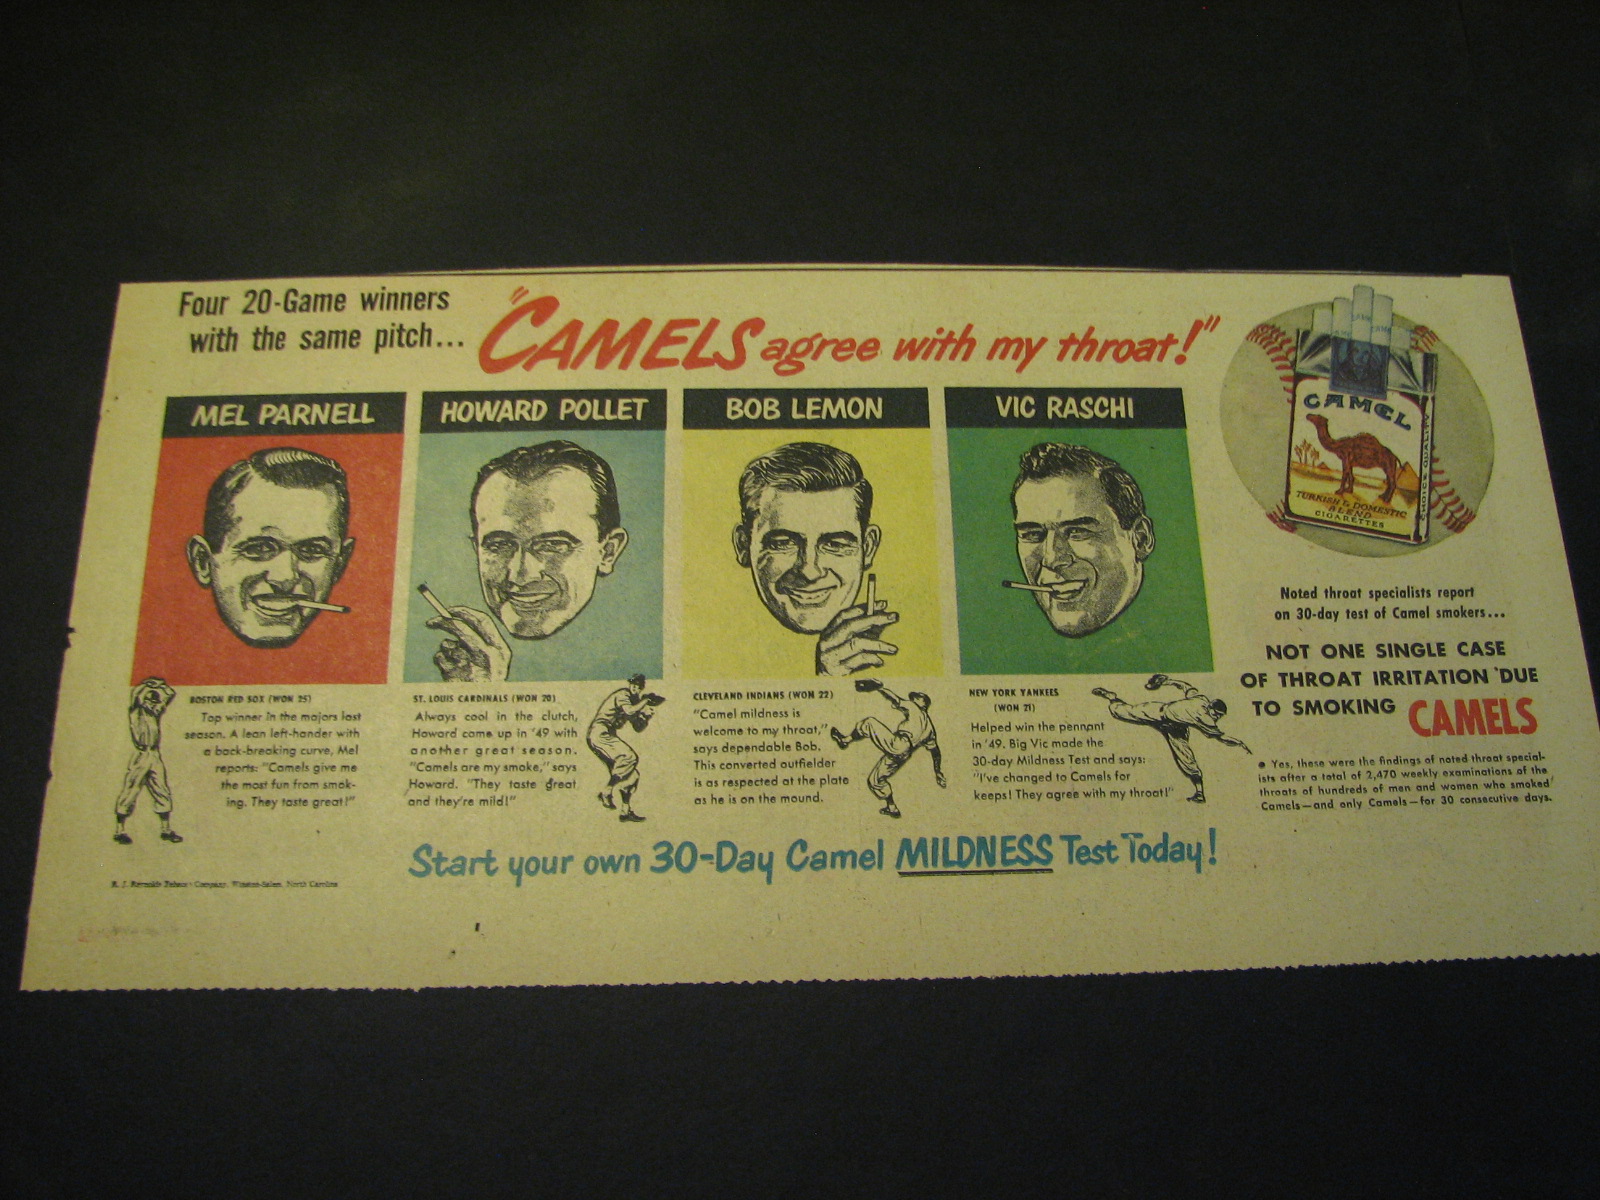 Four 20-Game winners
with the same pitch...
"CAMELS agree with my throat!"
MEL PARNELL
HOWARD POLLET
BOB LEMON
VIC RASCHI
BOSTON RED SOX (WON 25)
Top winner in the majors last
season. A lean left-hander with
a back-breaking curve, Mel
reports: "Camels give me
the most fun from smok-
ing. They taste great!"
ST. LOUIS CARDINALS (WON 20)
Always cool in the clutch,
Howard came up in '49 with
another great season.
"Camels are my smoke," says
Howard. "They taste great
and they're mild!"
CLEVELAND INDIANS (WON 22)
"Camel mildness is
welcome to my throat,"
says dependable Bob.
This converted outfielder
is as respected at the plate
as he is on the mound.
NEW YORK YANKEES
(WON 21)
Helped win the pennant
in '49. Big Vic made the
30-day Mildness Test and says:
"I've changed to Camels for
keeps! They agree with my throat!"
CAMEL
TURKISH & DOMESTIC
BLEND
CIGARETTES
CHOICE QUALITY
Noted throat specialists report
on 30-day test of Camel smokers...
NOT ONE SINGLE CASE
OF THROAT IRRITATION DUE
TO SMOKING CAMELS
• Yes, these were the findings of noted throat special-
ists after a total of 2,470 weekly examinations of the
throats of hundreds of men and women who smoked
Camels—and only Camels—for 30 consecutive days.
Start your own 30-Day Camel MILDNESS Test Today!
R. J. Reynolds Tobacco Company, Winston-Salem, North Carolina